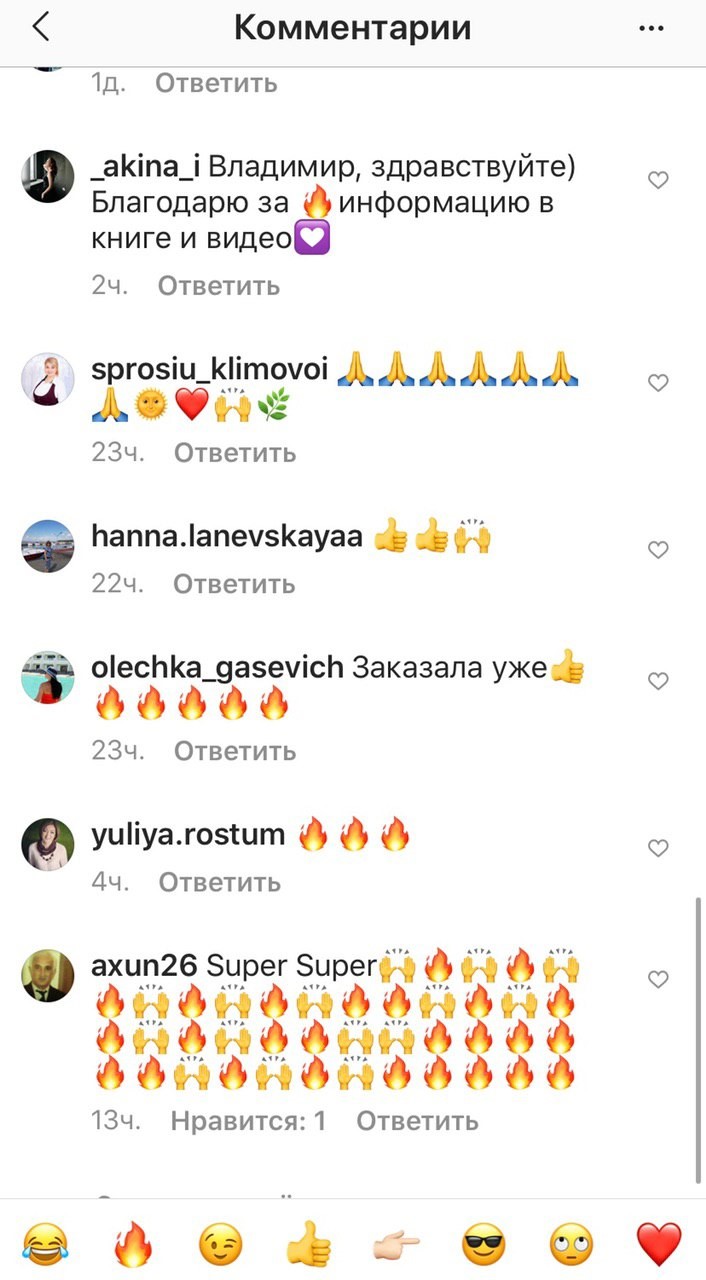 Комментарии
1д. Ответить
_akina_i Владимир, здравствуйте)
Благодарю за 🔥информацию в
книге и видео💟
2ч. Ответить
sprosiu_klimovoi 🙏🙏🙏🙏🙏🙏
🙏🌞❤️🙌🌿
23ч. Ответить
hanna.lanevskayaa 👍👍🙌
22ч. Ответить
olechka_gasevich Заказала уже👍
🔥🔥🔥🔥🔥
23ч. Ответить
yuliya.rostum 🔥🔥🔥
4ч. Ответить
axun26 Super Super🙌🔥🙌🔥🙌
🔥🙌🔥🙌🔥🙌🔥🔥🙌🔥🙌🔥
🔥🙌🔥🙌🔥🔥🙌🙌🔥🔥🔥🔥
🔥🔥🙌🔥🙌🔥🙌🔥🔥🔥🔥🔥
13ч. Нравится: 1 Ответить
😂🔥😉👍👉🏻😎🙄❤️